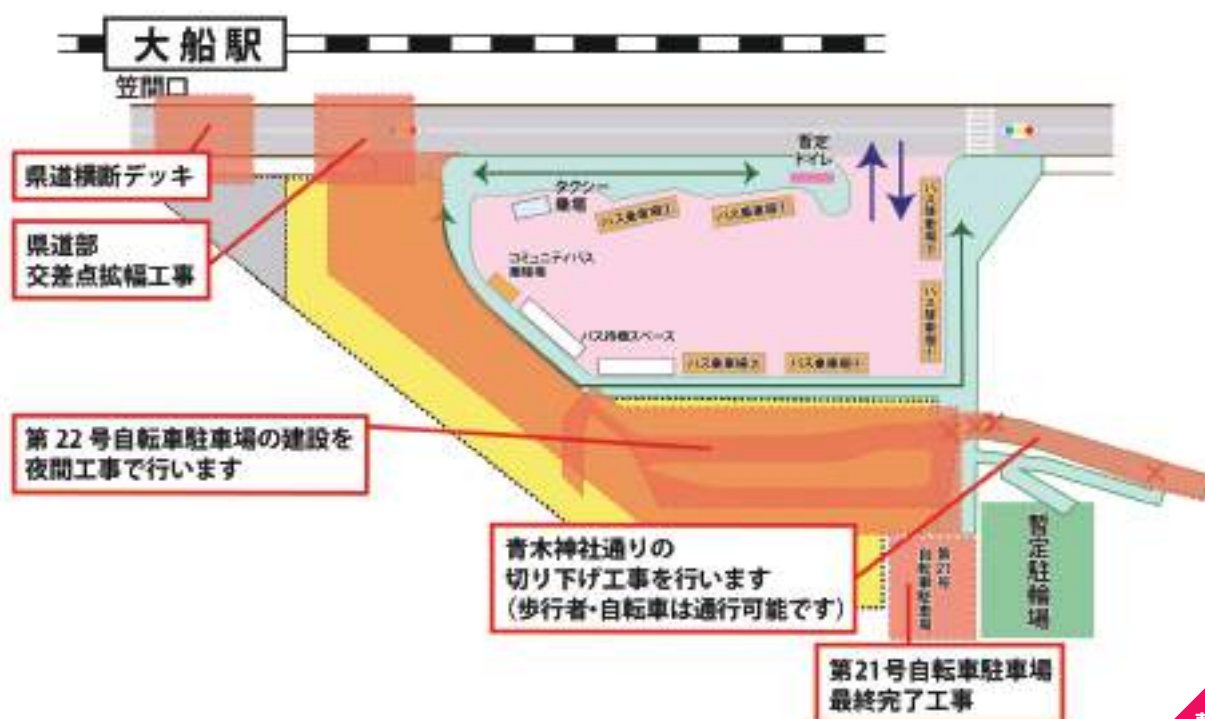 大船駅
笠間口
県道横断デッキ
県道部
交差点拡幅工事
暫定
トイレ
タクシー
乗場
コミュニティバス
バス待機スペース
第22号自転車駐車場の建設を
夜間工事で行います
青木神社通りの
切り下げ工事を行います
(歩行者・自転車は通行可能です)
第21号
自転車駐車場
暫定駐輪場
第21号自転車駐車場
最終完了工事